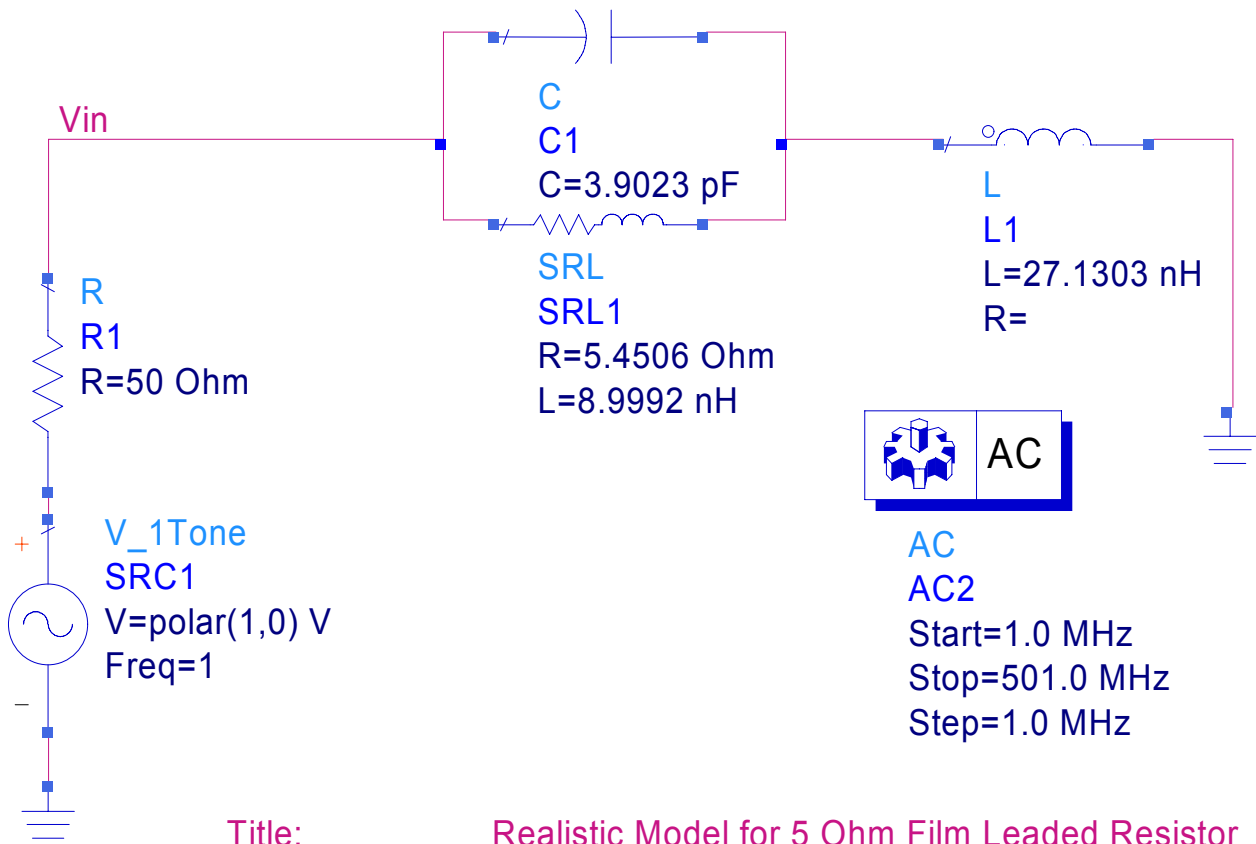 Vin
C
C1
C=3.9023 pF
SRL
SRL1
R=5.4506 Ohm
L=8.9992 nH
L
L1
L=27.1303 nH
R=
R
R1
R=50 Ohm
+
V_1Tone
SRC1
V=polar(1,0) V
Freq=1
–
AC
AC
AC2
Start=1.0 MHz
Stop=501.0 MHz
Step=1.0 MHz
Title: Realistic Model for 5 Ohm Film Leaded Resistor